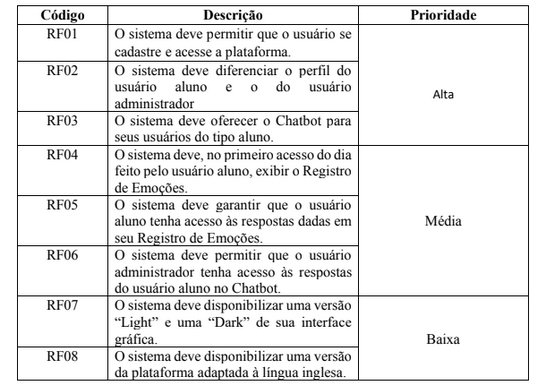 Código Descrição Prioridade
RF01 O sistema deve permitir que o usuário se
cadastre e acesse a plataforma.
RF02 O sistema deve diferenciar o perfil do
usuário aluno e o do usuário
administrador
Alta
RF03 O sistema deve oferecer o Chatbot para
seus usuários do tipo aluno.
RF04 O sistema deve, no primeiro acesso do dia
feito pelo usuário aluno, exibir o Registro
de Emoções.
RF05 O sistema deve garantir que o usuário
aluno tenha acesso às respostas dadas em
seu Registro de Emoções.
Média
RF06 O sistema deve permitir que o usuário
administrador tenha acesso às respostas
do usuário aluno no Chatbot.
RF07 O sistema deve disponibilizar uma versão
“Light” e uma “Dark” de sua interface
gráfica.
Baixa
RF08 O sistema deve disponibilizar uma versão
da plataforma adaptada à língua inglesa.